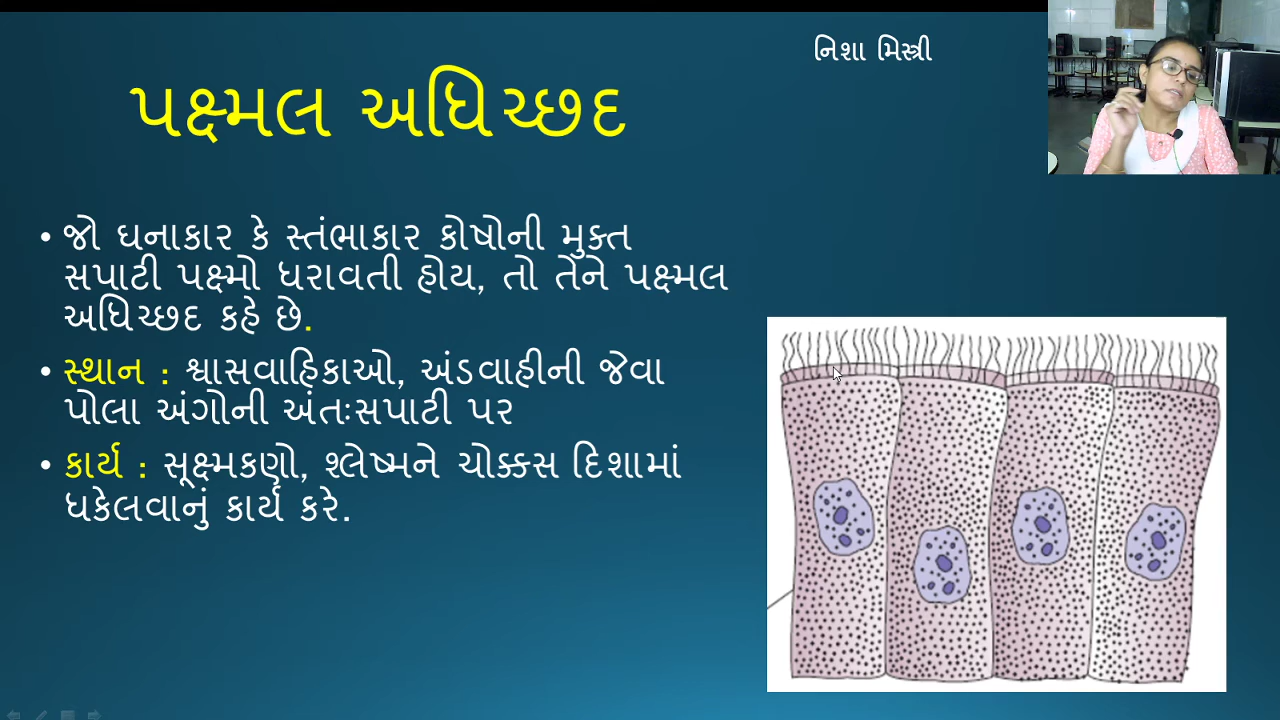 નિશા મિસ્ત્રી
પક્ષ્મલ અધિચ્છદ
• જો ઘનાકાર કે સ્તંભાકાર કોષોની મુક્ત
સપાટી પક્ષ્મો ધરાવતી હોય, તો તેને પક્ષ્મલ
અધિચ્છદ કહે છે.
• સ્થાન : શ્વાસવાહિકાઓ, અંડવાહીની જેવા
પોલા અંગોની અંતઃસપાટી પર
• કાર્ય : સૂક્ષ્મકણો, શ્લેષ્મને ચોક્કસ દિશામાં
ધકેલવાનું કાર્ય કરે.